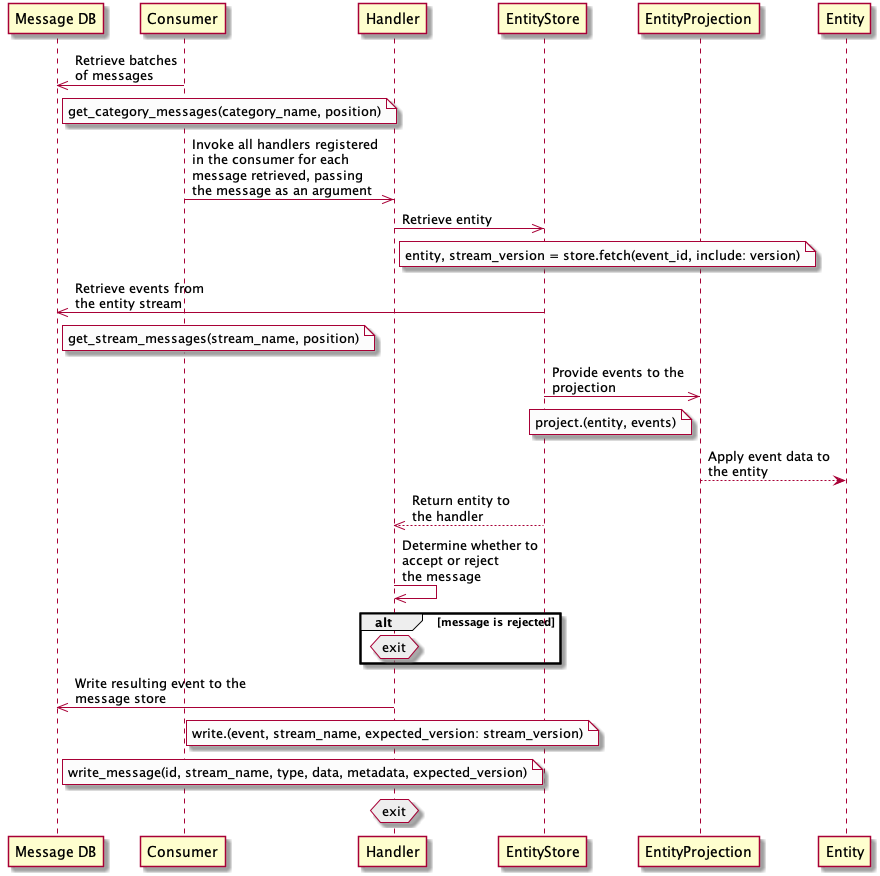 Message DB
Consumer
Handler
EntityStore
EntityProjection
Entity
Retrieve batches
of messages
get_category_messages(category_name, position)
Invoke all handlers registered
in the consumer for each
message retrieved, passing
the message as an argument
Retrieve entity
entity, stream_version = store.fetch(event_id, include: version)
Retrieve events from
the entity stream
get_stream_messages(stream_name, position)
Provide events to the
projection
project.(entity, events)
Apply event data to
the entity
Return entity to
the handler
Determine whether to
accept or reject
the message
alt
[message is rejected]
exit
Write resulting event to the
message store
write.(event, stream_name, expected_version: stream_version)
write_message(id, stream_name, type, data, metadata, expected_version)
exit
Message DB
Consumer
Handler
EntityStore
EntityProjection
Entity